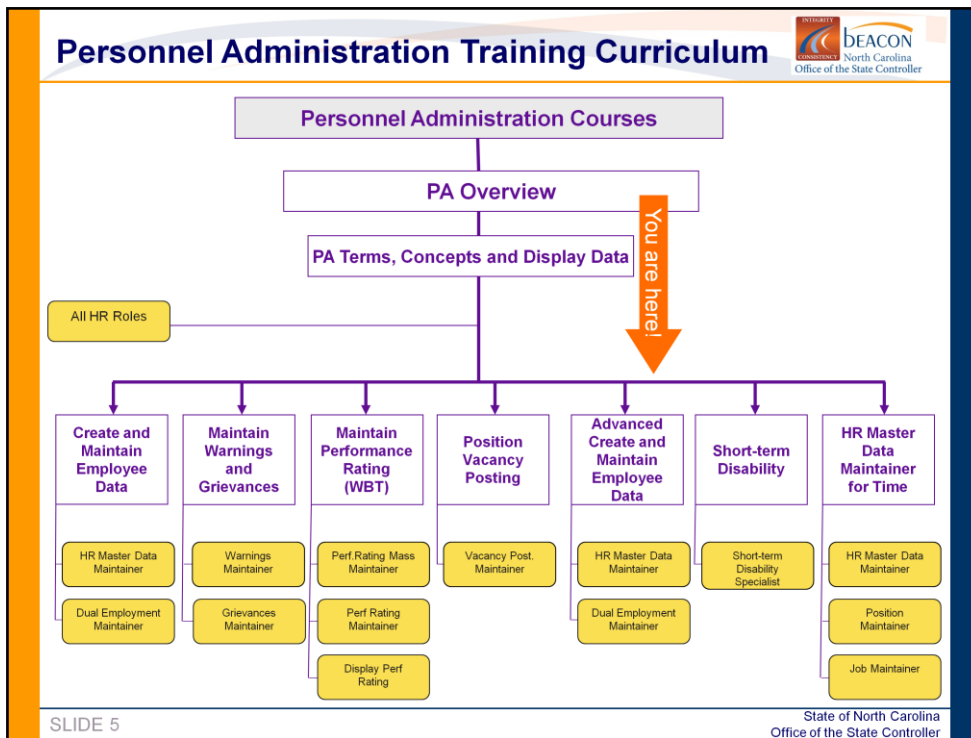 Personnel Administration Training Curriculum
INTEGRITY
CONSISTENCY
bEACON
North Carolina
Office of the State Controller
Personnel Administration Courses
PA Overview
PA Terms, Concepts and Display Data
You are here!
All HR Roles
Create and
Maintain
Employee
Data
Maintain
Warnings
and
Grievances
Maintain
Performance
Rating
(WBT)
Position
Vacancy
Posting
Advanced
Create and
Maintain
Employee
Data
Short-term
Disability
HR Master
Data
Maintainer
for Time
HR Master Data
Maintainer
Dual Employment
Maintainer
Warnings
Maintainer
Grievances
Maintainer
Perf.Rating Mass
Maintainer
Perf Rating
Maintainer
Display Perf
Rating
Vacancy Post.
Maintainer
HR Master Data
Maintainer
Dual Employment
Maintainer
Short-term
Disability
Specialist
HR Master Data
Maintainer
Position
Maintainer
Job Maintainer
SLIDE 5
State of North Carolina
Office of the State Controller